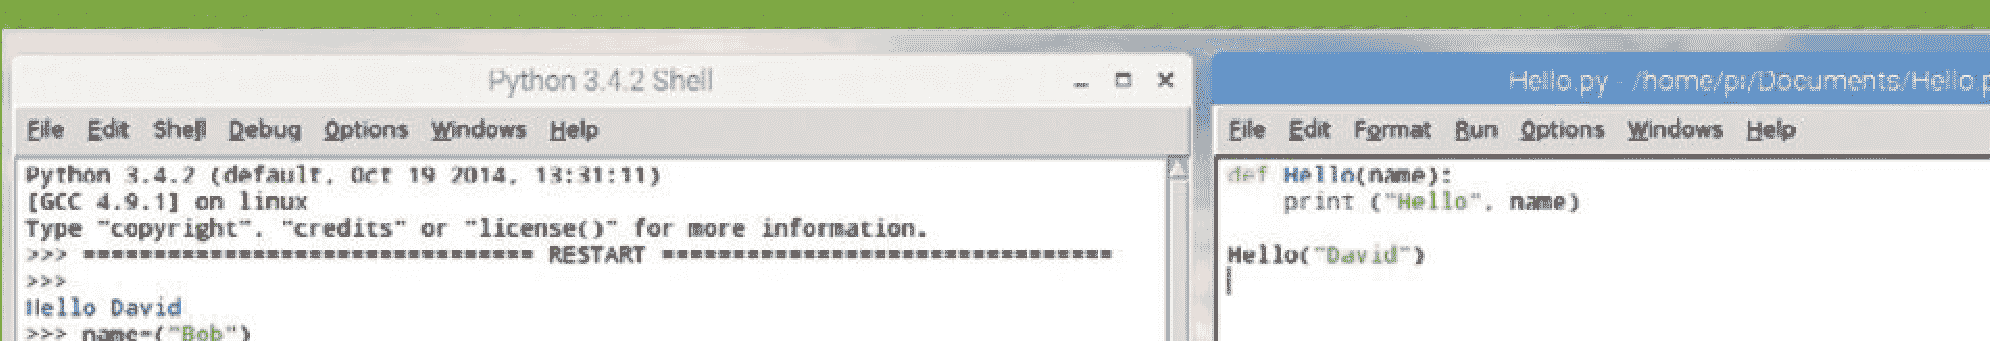 Python 3.4.2 Shell
File Edit Shell Debug Options Windows Help
Python 3.4.2 (default, Oct 19 2014, 13:31:11)
[GCC 4.9.1] on linux
Type "copyright", "credits" or "license()" for more information.
>>> ================================ RESTART ================================
>>>
Hello David
>>> name=("Bob")
Hello.py - /home/pi/Documents/Hello.p
File Edit Format Run Options Windows Help
def Hello(name):
    print ("Hello", name)
Hello("David")